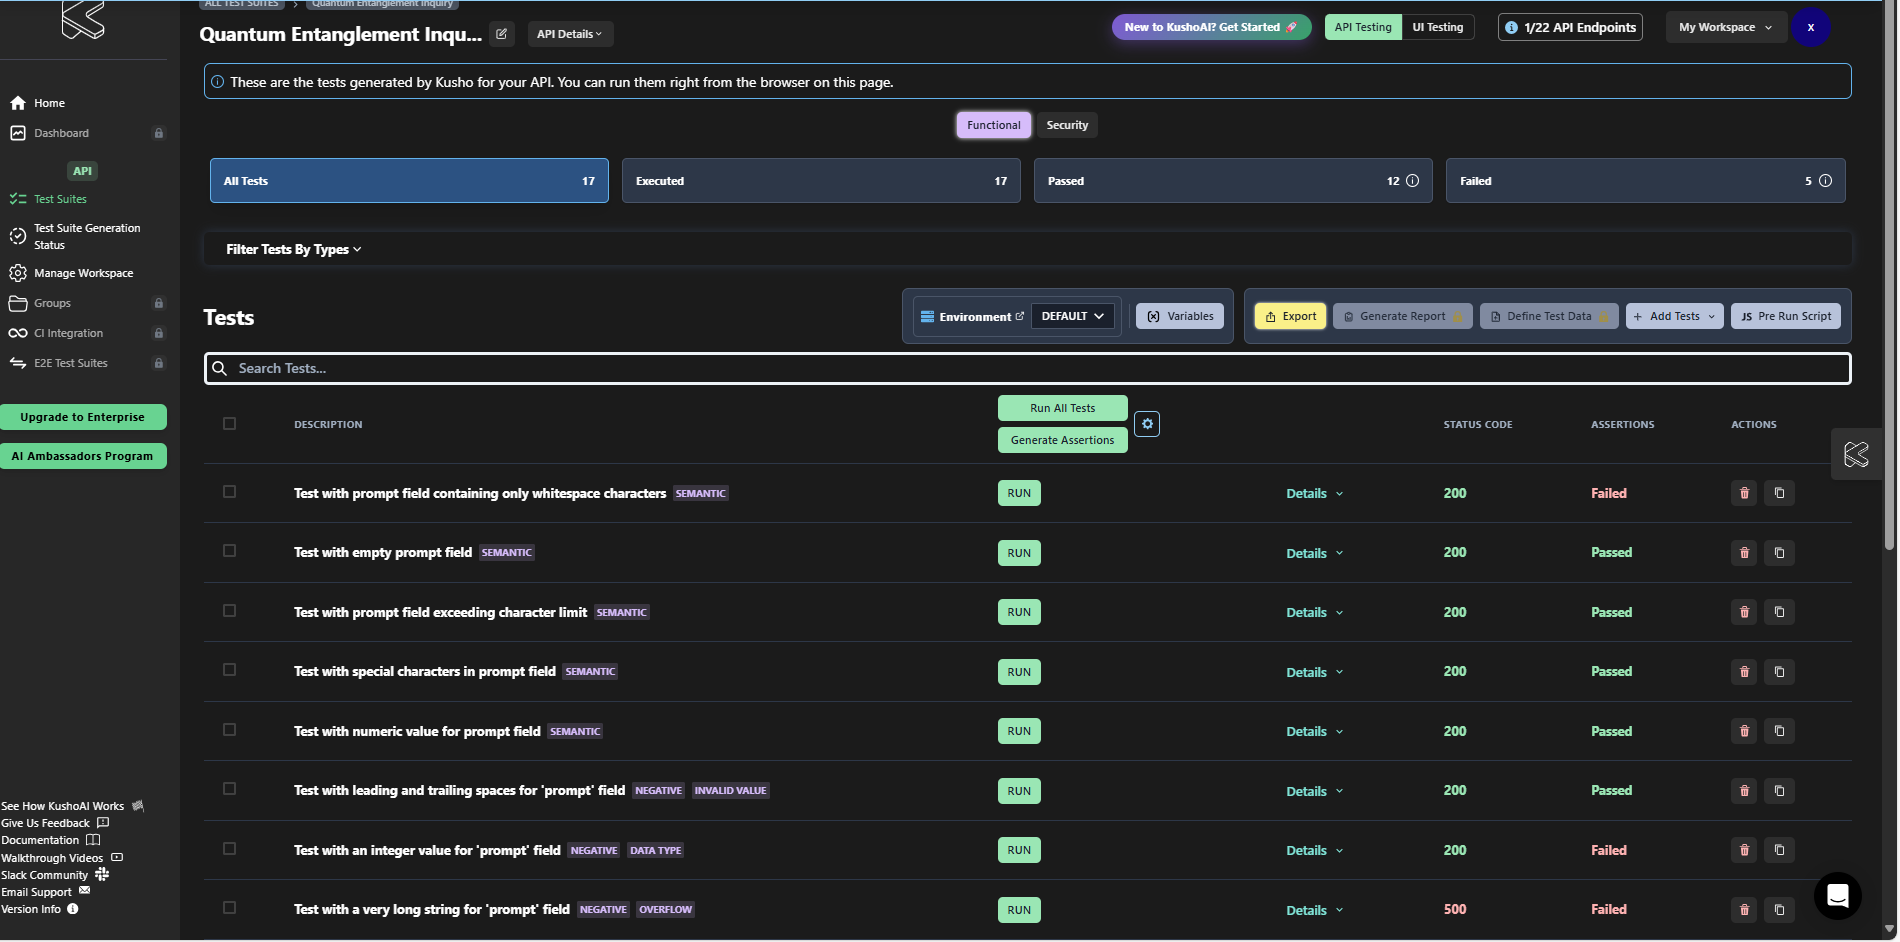 ALL TEST SUITES > Quantum Entanglement Inquiry
Quantum Entanglement Inqu...
API Details
New to KushoAI? Get Started 🚀
API Testing
UI Testing
1/22 API Endpoints
My Workspace
X
These are the tests generated by Kusho for your API. You can run them right from the browser on this page.
Functional
Security
All Tests 17
Executed 17
Passed 12
Failed 5
Filter Tests By Types
Home
Dashboard
API
Test Suites
Test Suite Generation
Status
Manage Workspace
Groups
CI Integration
E2E Test Suites
Upgrade to Enterprise
AI Ambassadors Program
See How KushoAI Works
Give Us Feedback
Documentation
Walkthrough Videos
Slack Community
Email Support
Version Info
Tests
Environment DEFAULT
(x) Variables
Export
Generate Report
Define Test Data
+ Add Tests
JS Pre Run Script
Search Tests...
DESCRIPTION
Run All Tests
Generate Assertions
STATUS CODE
ASSERTIONS
ACTIONS
Test with prompt field containing only whitespace characters SEMANTIC RUN Details 200 Failed
Test with empty prompt field SEMANTIC RUN Details 200 Passed
Test with prompt field exceeding character limit SEMANTIC RUN Details 200 Passed
Test with special characters in prompt field SEMANTIC RUN Details 200 Passed
Test with numeric value for prompt field SEMANTIC RUN Details 200 Passed
Test with leading and trailing spaces for 'prompt' field NEGATIVE INVALID VALUE RUN Details 200 Passed
Test with an integer value for 'prompt' field NEGATIVE DATA TYPE RUN Details 200 Failed
Test with a very long string for 'prompt' field NEGATIVE OVERFLOW RUN Details 500 Failed